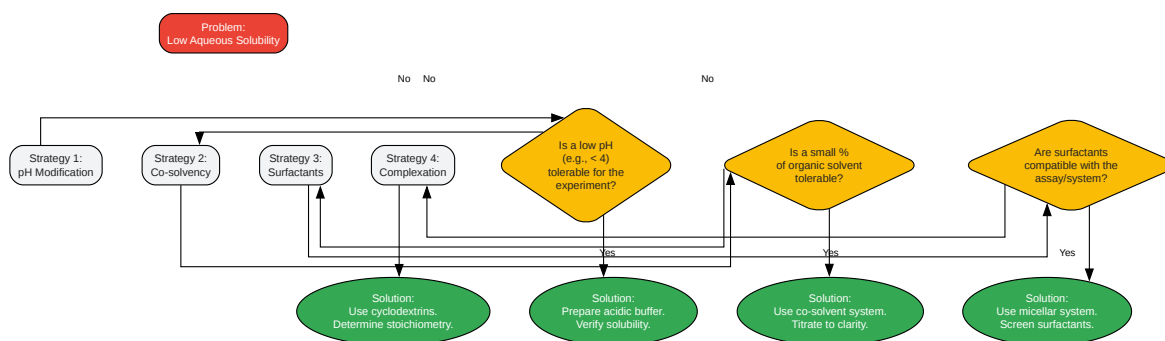 Problem:
Low Aqueous Solubility
No
No
No
Strategy 1:
pH Modification
Strategy 2:
Co-solvency
Strategy 3:
Surfactants
Strategy 4:
Complexation
Is a low pH
(e.g., < 4)
tolerable for the
experiment?
Is a small %
of organic solvent
tolerable?
Are surfactants
compatible with the
assay/system?
Yes
Yes
Yes
Solution:
Use cyclodextrins.
Determine stoichiometry.
Solution:
Prepare acidic buffer.
Verify solubility.
Solution:
Use co-solvent system.
Titrate to clarity.
Solution:
Use micellar system.
Screen surfactants.